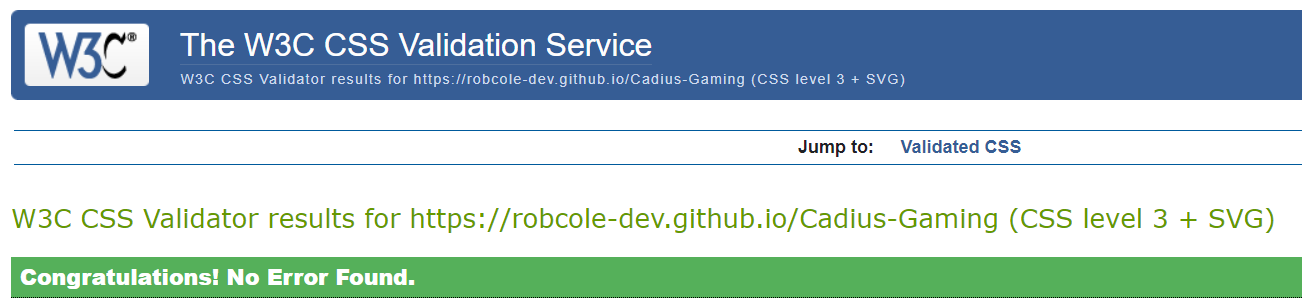 W3C®
The W3C CSS Validation Service
W3C CSS Validator results for https://robcole-dev.github.io/Cadius-Gaming (CSS level 3 + SVG)
Jump to: Validated CSS
W3C CSS Validator results for https://robcole-dev.github.io/Cadius-Gaming (CSS level 3 + SVG)
Congratulations! No Error Found.